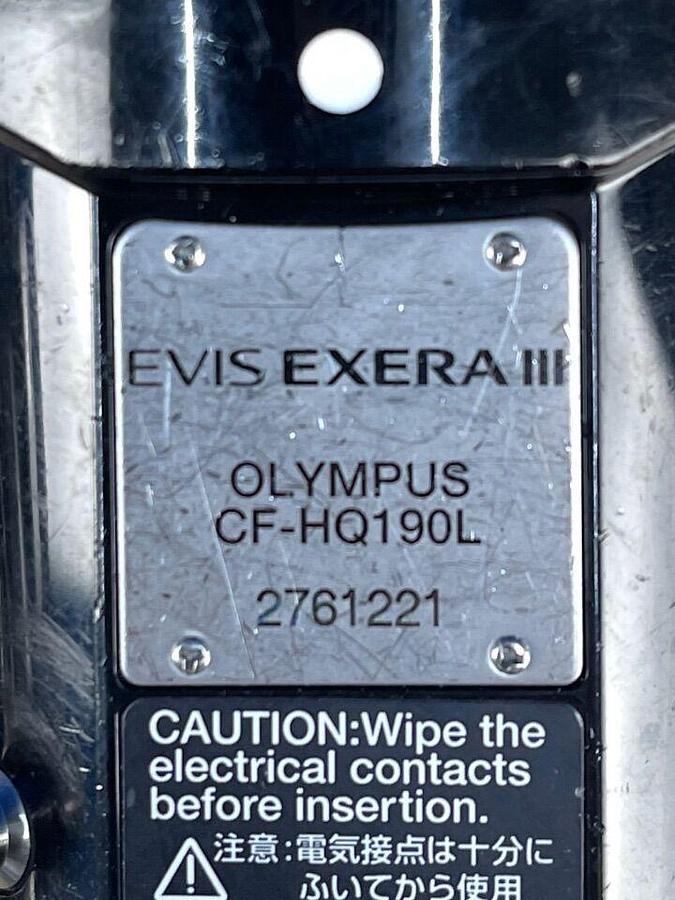 EVIS EXERA III
OLYMPUS
CF-HQ190L
2761221
CAUTION:Wipe the
electrical contacts
before insertion.
注意:電気接点は十分に
ふいてから使用